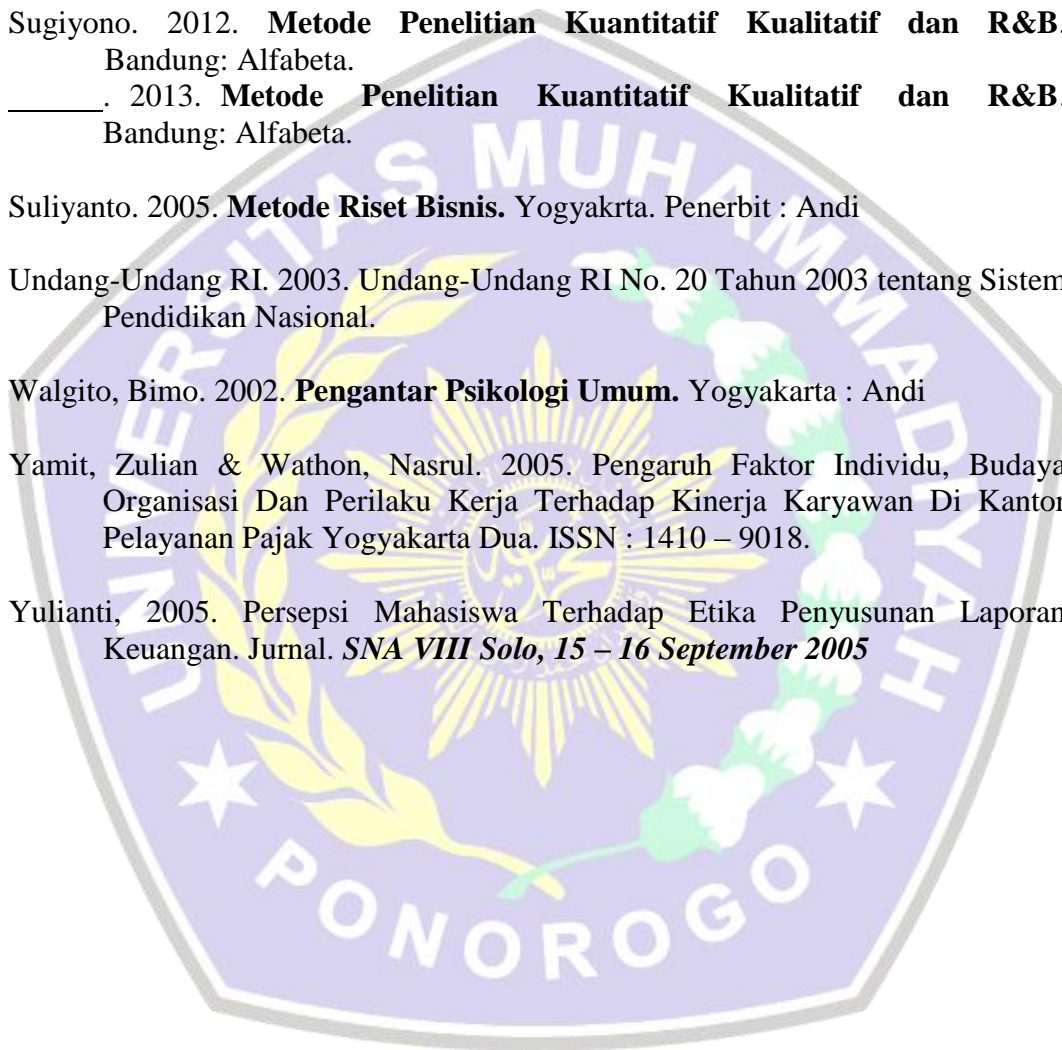 Sugiyono. 2012. Metode Penelitian Kuantitatif Kualitatif dan R&B.
Bandung: Alfabeta.
______. 2013. Metode Penelitian Kuantitatif Kualitatif dan R&B.
Bandung: Alfabeta.
Suliyanto. 2005. Metode Riset Bisnis. Yogyakrta. Penerbit : Andi
Undang-Undang RI. 2003. Undang-Undang RI No. 20 Tahun 2003 tentang Sistem
Pendidikan Nasional.
Walgito, Bimo. 2002. Pengantar Psikologi Umum. Yogyakarta : Andi
Yamit, Zulian & Wathon, Nasrul. 2005. Pengaruh Faktor Individu, Budaya
Organisasi Dan Perilaku Kerja Terhadap Kinerja Karyawan Di Kantor
Pelayanan Pajak Yogyakarta Dua. ISSN : 1410 – 9018.
Yulianti, 2005. Persepsi Mahasiswa Terhadap Etika Penyusunan Laporan
Keuangan. Jurnal. SNA VIII Solo, 15 – 16 September 2005
UNIVERSITAS MUHAMMADIYAH
PONOROGO